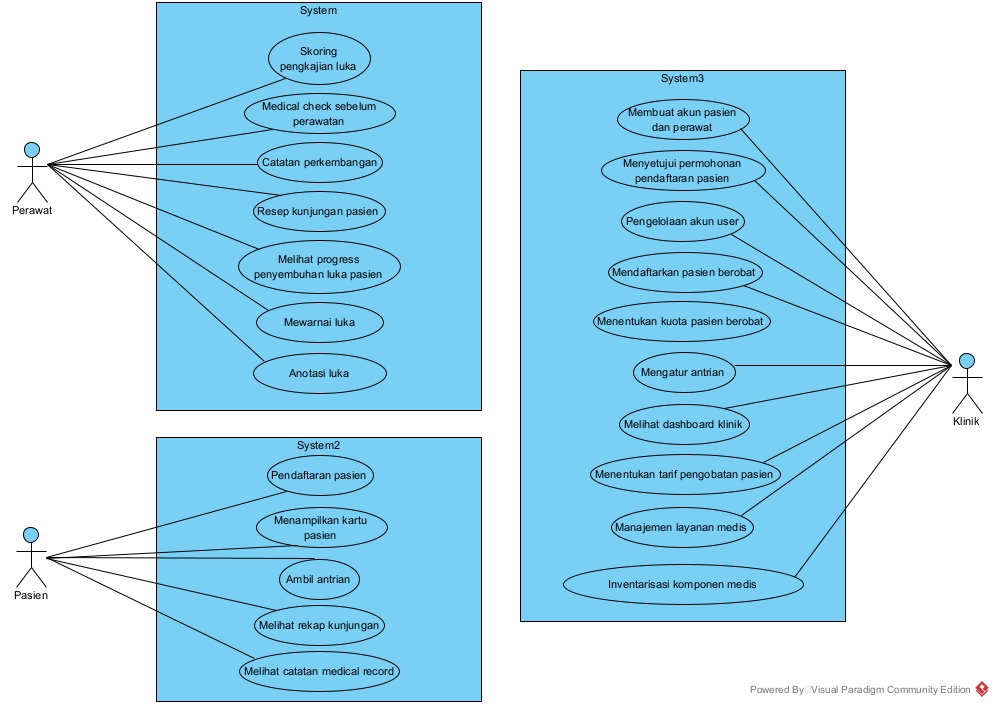 System
Skoring
pengkajian luka
Medical check sebelum
perawatan
Catatan perkembangan
Resep kunjungan pasien
Melihat progress
penyembuhan luka pasien
Mewarnai luka
Anotasi luka
Perawat
System2
Pendaftaran pasien
Menampilkan kartu
pasien
Ambil antrian
Melihat rekap kunjungan
Melihat catatan medical record
Pasien
System3
Membuat akun pasien
dan perawat
Menyetujui permohonan
pendaftaran pasien
Pengelolaan akun user
Mendaftarkan pasien berobat
Menentukan kuota pasien berobat
Mengatur antrian
Melihat dashboard klinik
Menentukan tarif pengobatan pasien
Manajemen layanan medis
Inventarisasi komponen medis
Klinik
Powered By Visual Paradigm Community Edition